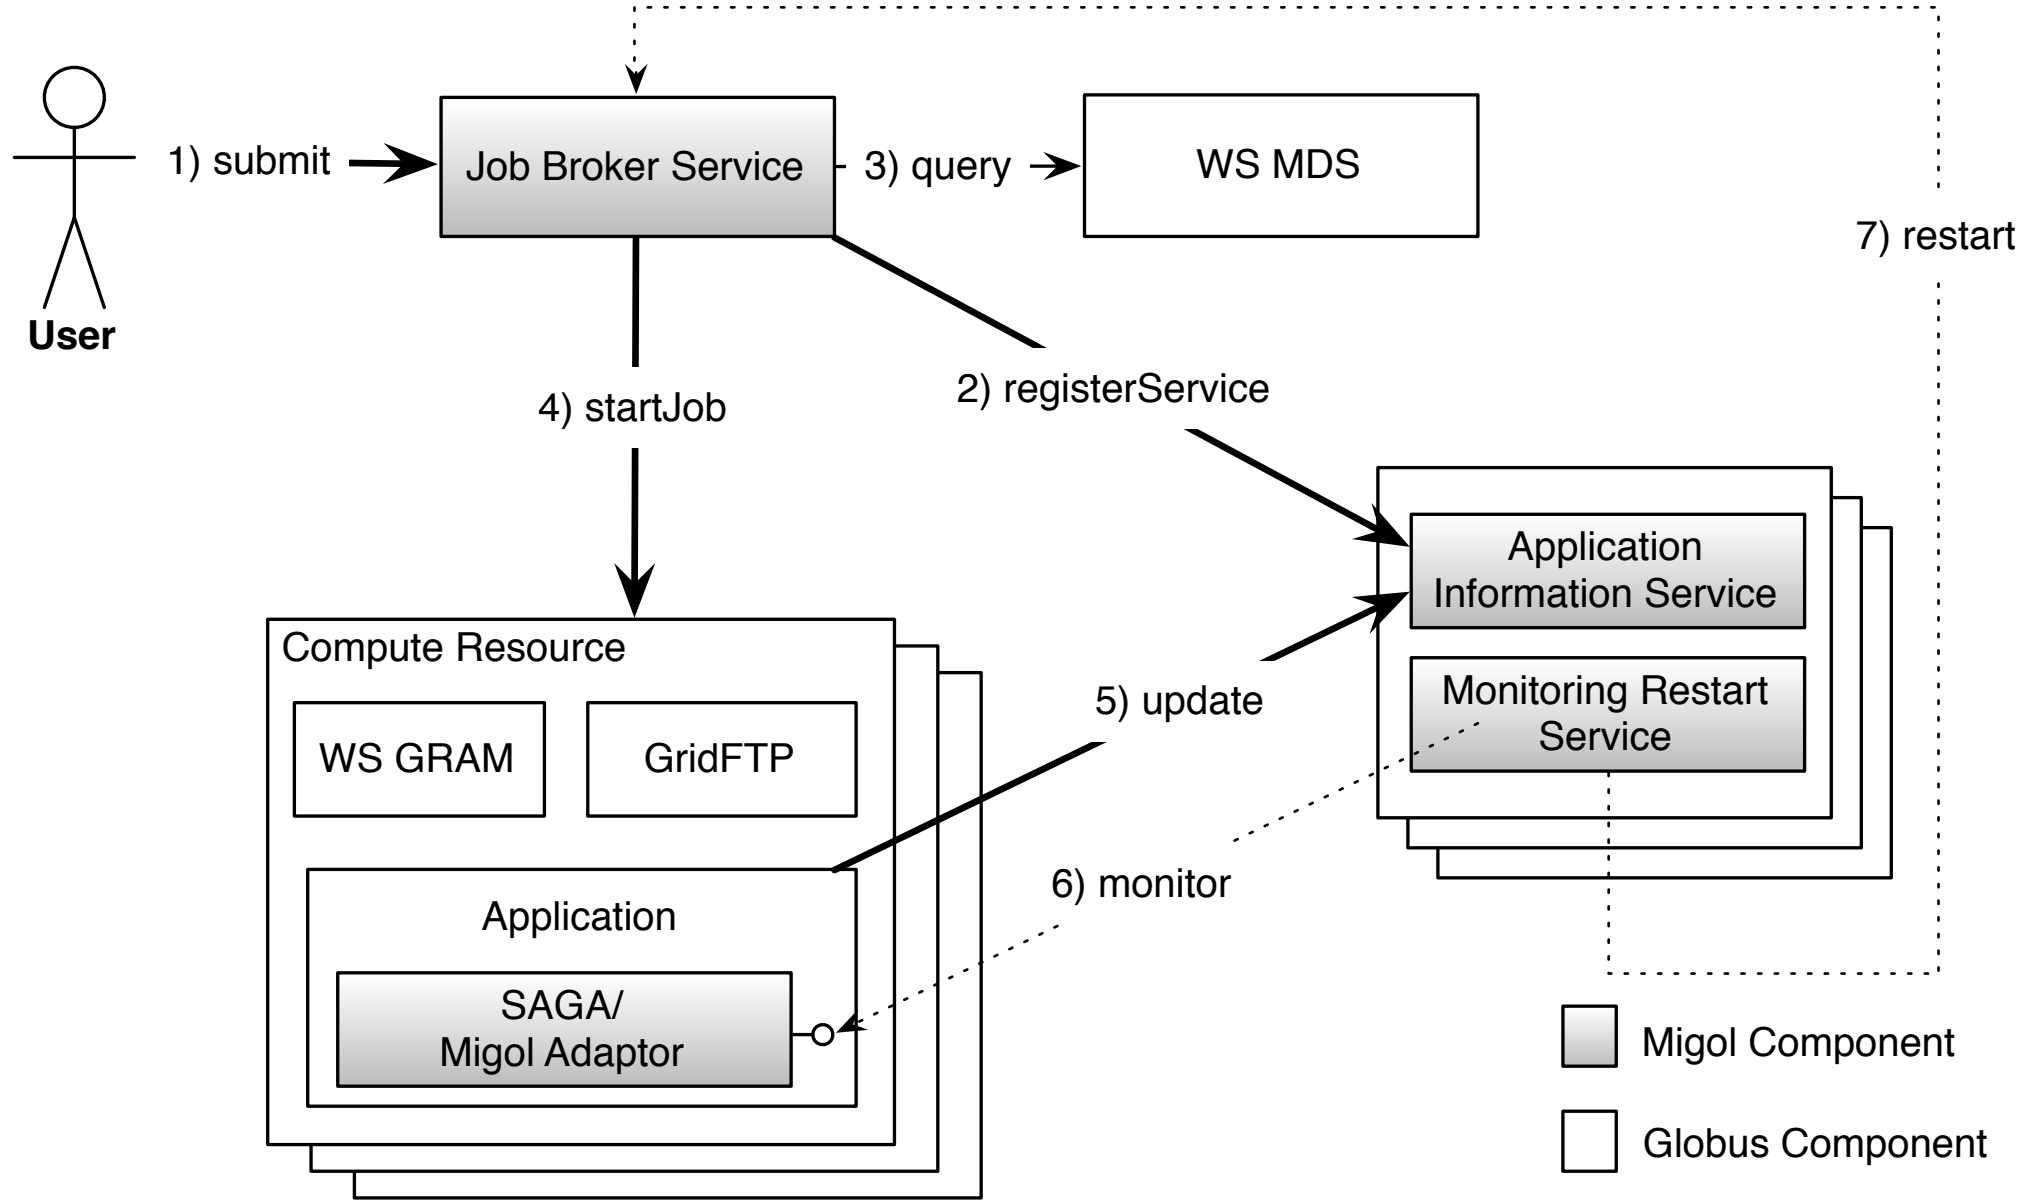 1) submit
Job Broker Service
3) query
WS MDS
7) restart
User
4) startJob
2) registerService
Application
Information Service
Compute Resource
5) update
Monitoring Restart
Service
WS GRAM
GridFTP
6) monitor
Application
SAGA/
Migol Adaptor
Migol Component
Globus Component